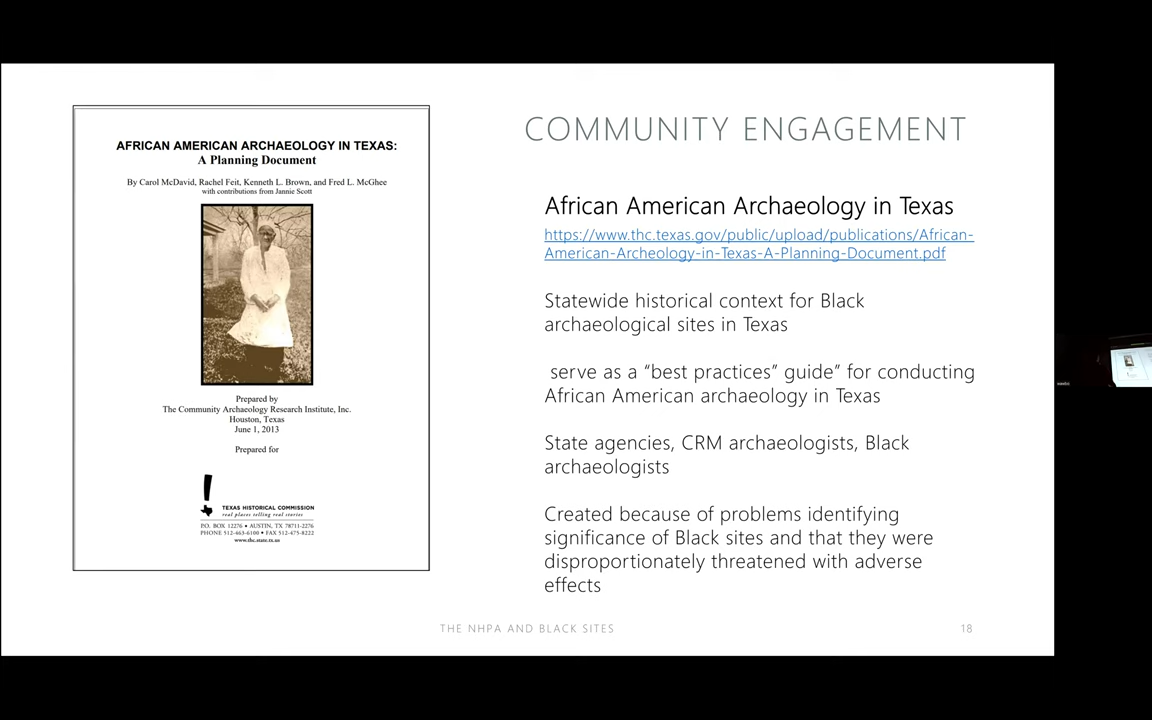 AFRICAN AMERICAN ARCHAEOLOGY IN TEXAS:
A Planning Document
By Carol McDavid, Rachel Feit, Kenneth L. Brown, and Fred L. McGhee
with contributions from Jannie Scott
Prepared by
The Community Archaeology Research Institute, Inc.
Houston, Texas
June 1, 2013
Prepared for
TEXAS HISTORICAL COMMISSION
real places telling real stories
P.O. BOX 12276 • AUSTIN, TX 78711-2276
PHONE 512-463-6100 • FAX 512-475-8222
www.thc.state.tx.us
COMMUNITY ENGAGEMENT
African American Archaeology in Texas
https://www.thc.texas.gov/public/upload/publications/African-
American-Archeology-in-Texas-A-Planning-Document.pdf
Statewide historical context for Black
archaeological sites in Texas
serve as a “best practices” guide” for conducting
African American archaeology in Texas
State agencies, CRM archaeologists, Black
archaeologists
Created because of problems identifying
significance of Black sites and that they were
disproportionately threatened with adverse
effects
THE NHPA AND BLACK SITES
18